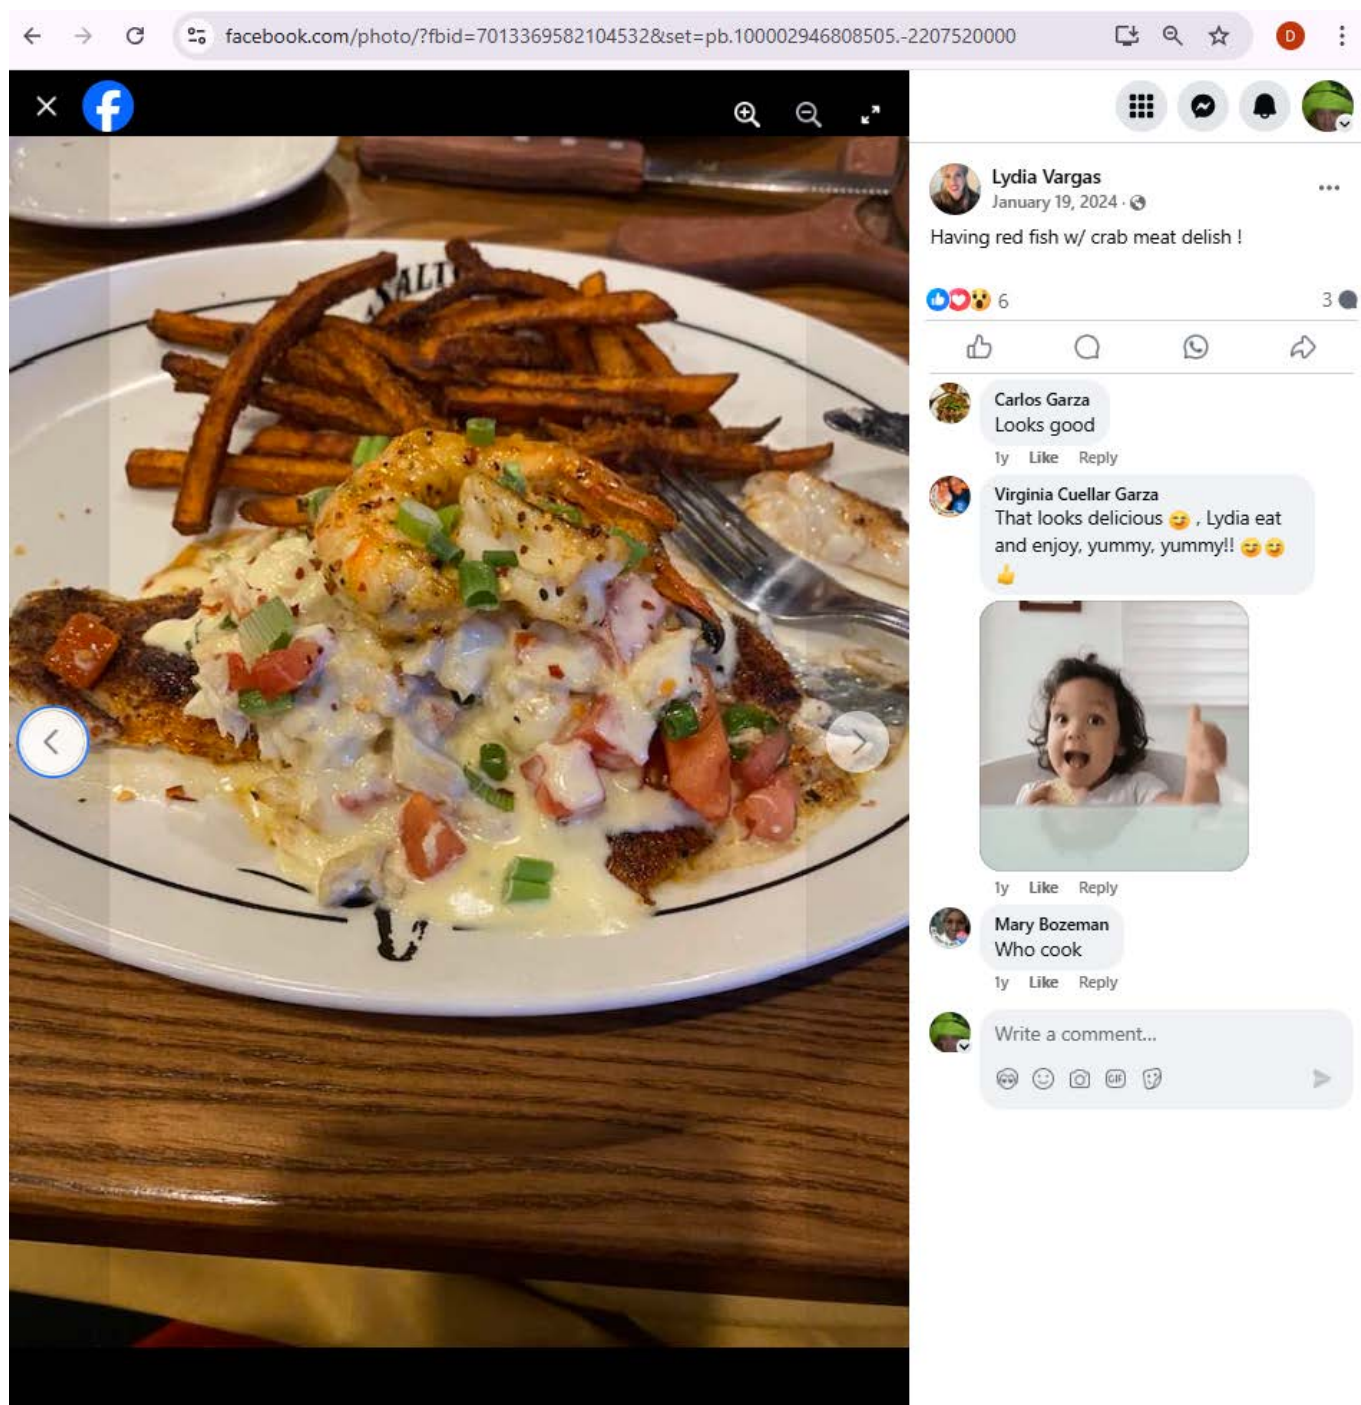 facebook.com/photo/?fbid=7013369582104532&set=pb.100002946808505.-2207520000
D
Lydia Vargas
January 19, 2024 ·
Having red fish w/ crab meat delish !
6
3
Carlos Garza
Looks good
1y Like Reply
Virginia Cuellar Garza
That looks delicious 😋 , Lydia eat
and enjoy, yummy, yummy!! 😋 😋
👍
1y Like Reply
Mary Bozeman
Who cook
1y Like Reply
Write a comment...
GIF